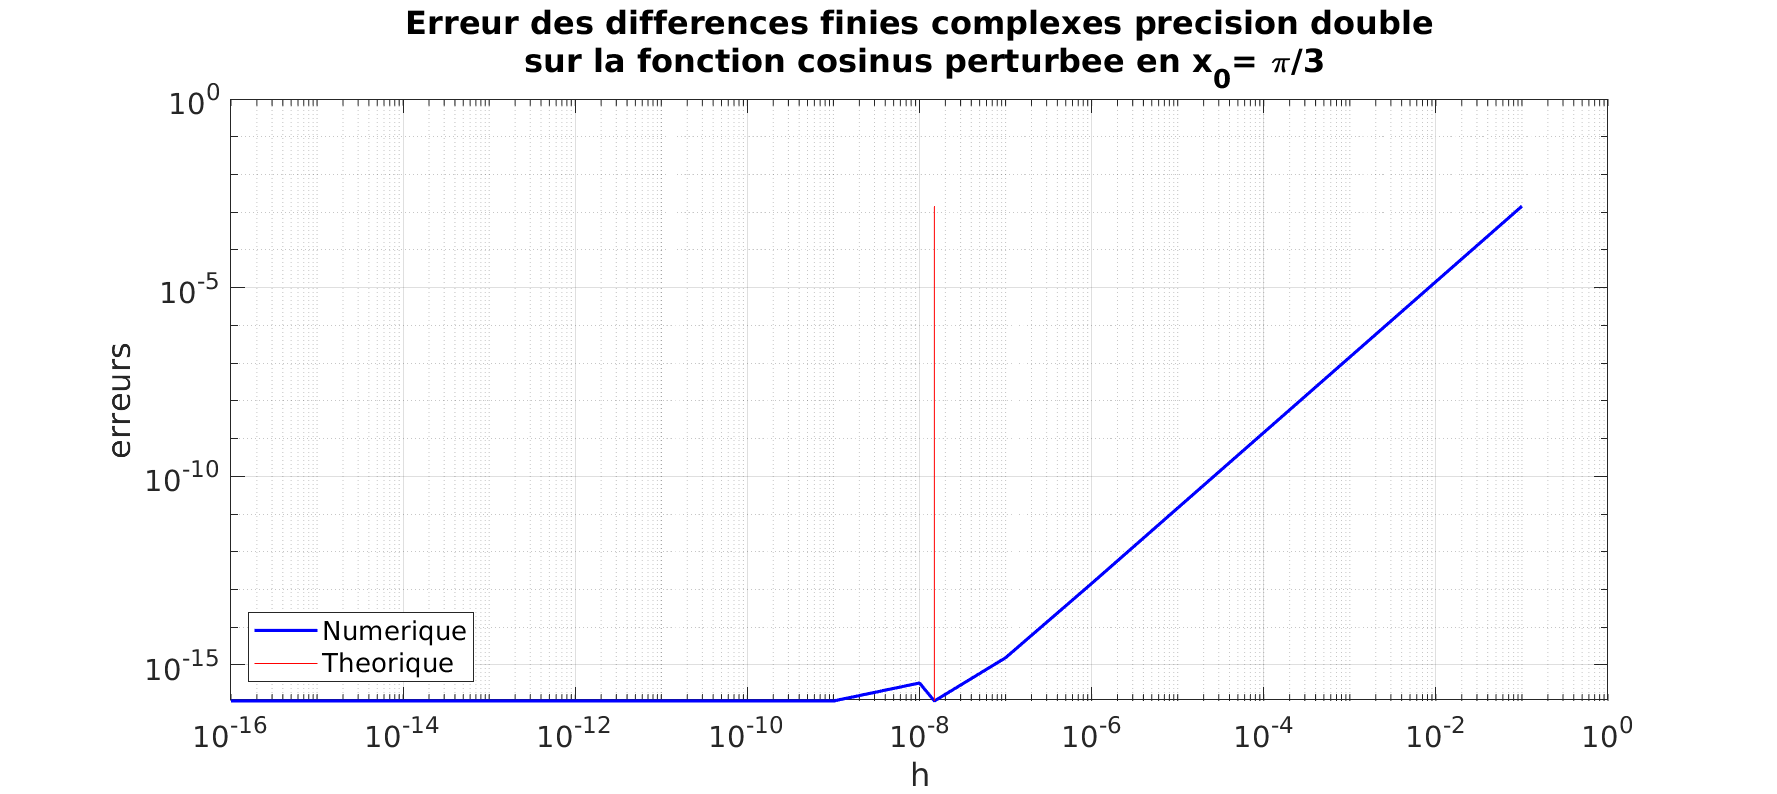 Erreur des differences finies complexes precision double
sur la fonction cosinus perturbee en x_0= π/3
10^0
10^-5
10^-10
10^-15
erreurs
Numerique
Theorique
10^-16 10^-14 10^-12 10^-10 10^-8 10^-6 10^-4 10^-2 10^0
h